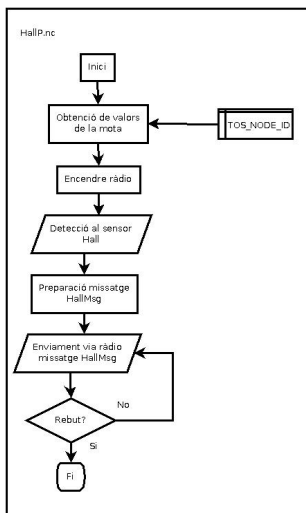 HallP.nc
Inici
Obtenció de valors
de la mota
TOS_NODE_ID
Encendre ràdio
Detecció al sensor
Hall
Preparació missatge
HallMsg
Enviament via ràdio
missatge HallMsg
No
Rebut?
Si
Fi